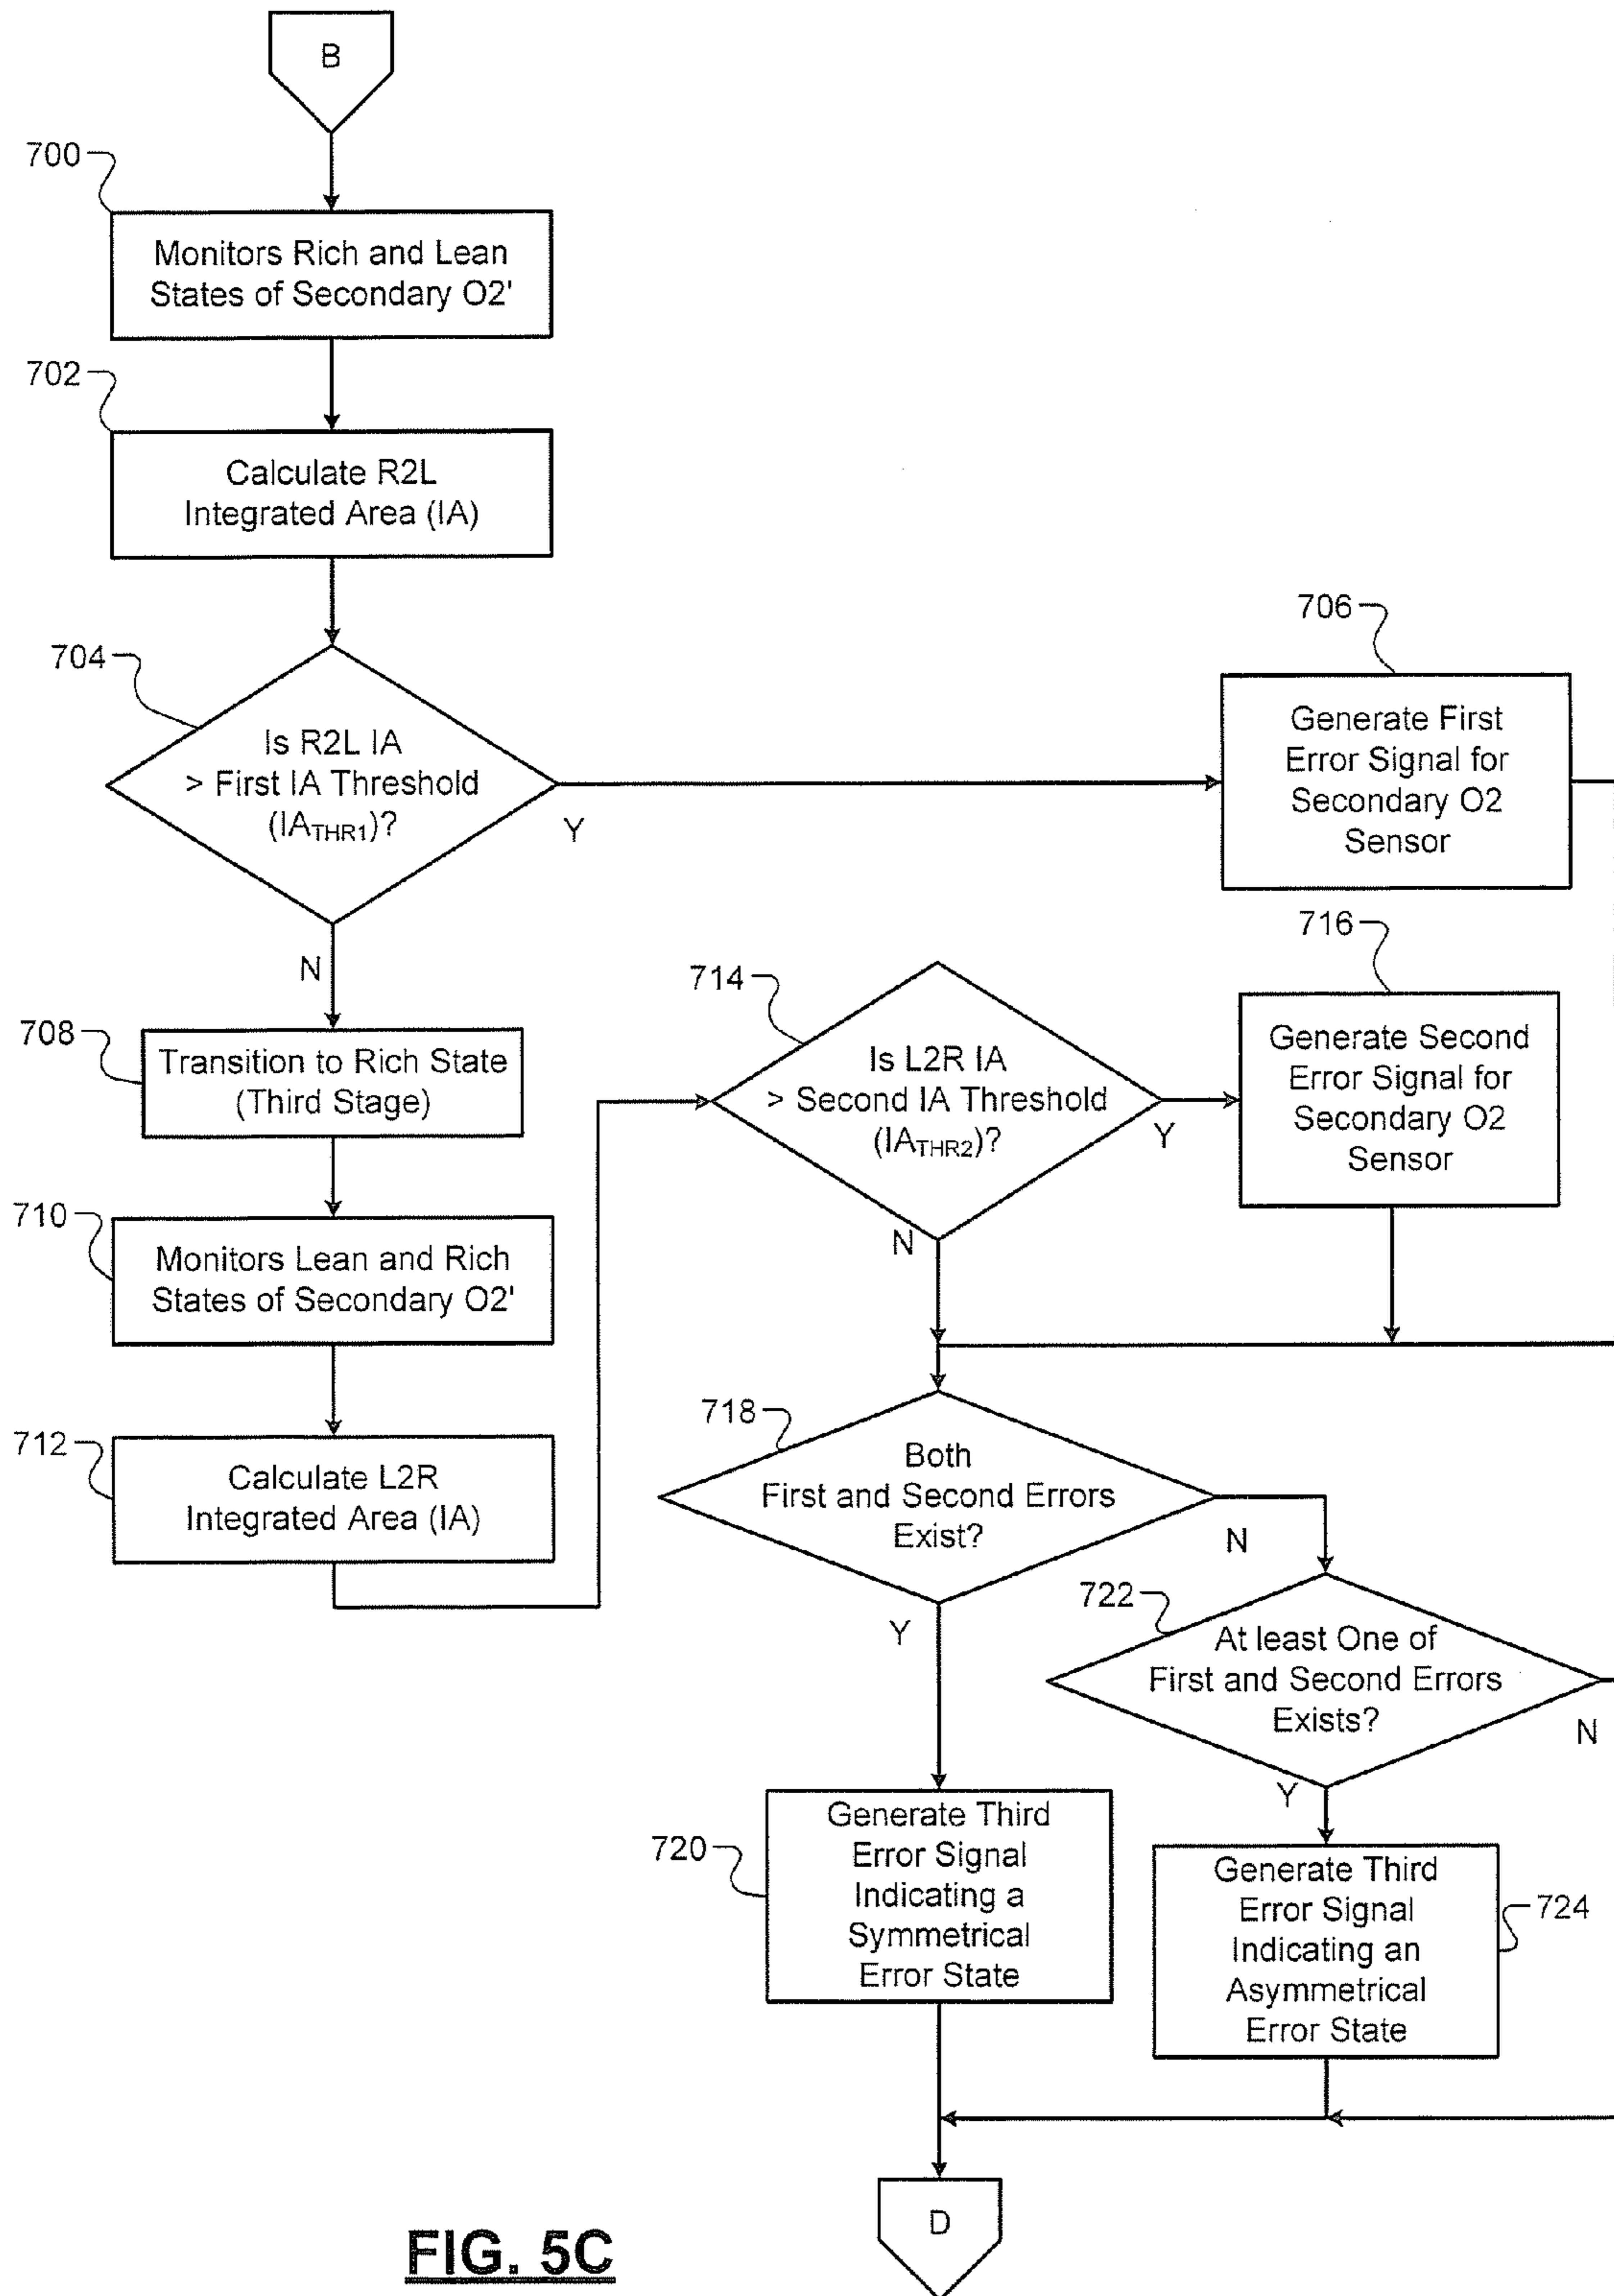 B
700
Monitors Rich and Lean
States of Secondary O2'
702
Calculate R2L
Integrated Area (IA)
704
Is R2L IA
> First IA Threshold
(IATHR1)?
Y
N
706
Generate First
Error Signal for
Secondary O2
Sensor
708
Transition to Rich State
(Third Stage)
710
Monitors Lean and Rich
States of Secondary O2'
712
Calculate L2R
Integrated Area (IA)
714
Is L2R IA
> Second IA Threshold
(IATHR2)?
Y
N
716
Generate Second
Error Signal for
Secondary O2
Sensor
718
Both
First and Second Errors
Exist?
N
Y
722
At least One of
First and Second Errors
Exists?
N
Y
720
Generate Third
Error Signal
Indicating a
Symmetrical
Error State
724
Generate Third
Error Signal
Indicating an
Asymmetrical
Error State
D
FIG. 5C